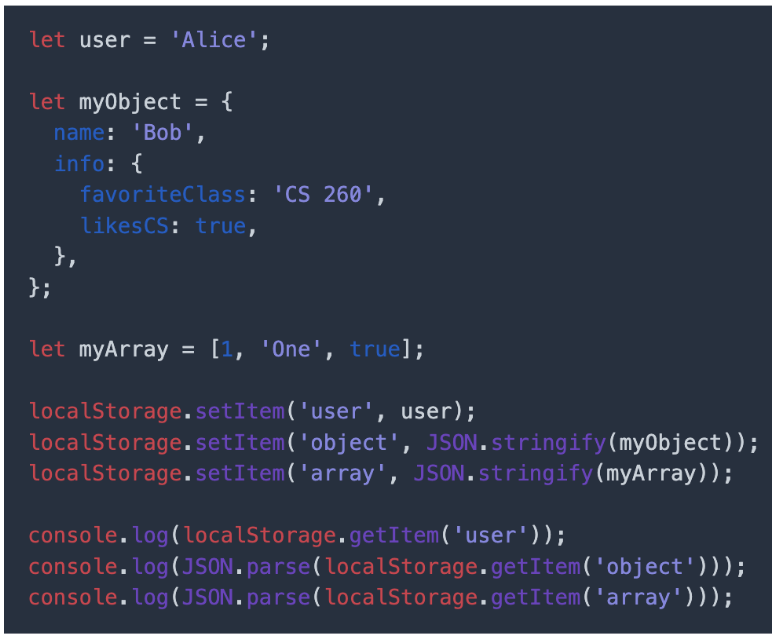 let user = 'Alice';

let myObject = {
  name: 'Bob',
  info: {
    favoriteClass: 'CS 260',
    likesCS: true,
  },
};

let myArray = [1, 'One', true];

localStorage.setItem('user', user);
localStorage.setItem('object', JSON.stringify(myObject));
localStorage.setItem('array', JSON.stringify(myArray));

console.log(localStorage.getItem('user'));
console.log(JSON.parse(localStorage.getItem('object')));
console.log(JSON.parse(localStorage.getItem('array')));